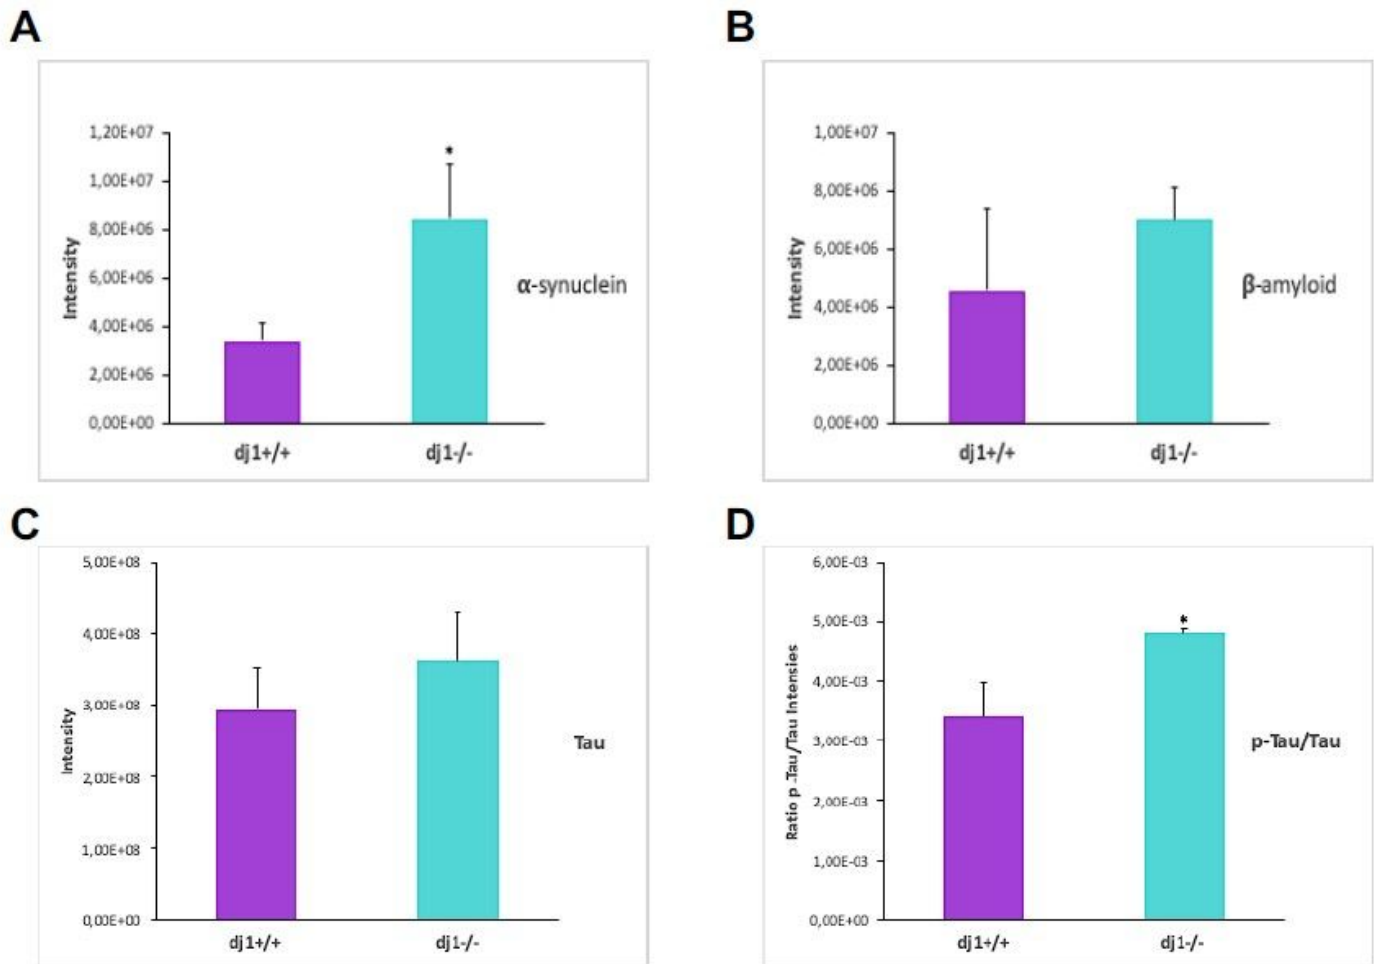 A
1,20E+07
1,00E+07
8,00E+06
6,00E+06
4,00E+06
2,00E+06
0,00E+00
Intensity
*
α-synuclein
dj1+/+ dj1-/-
B
1,00E+07
8,00E+06
6,00E+06
4,00E+06
2,00E+06
0,00E+00
Intensity
β-amyloid
dj1+/+ dj1-/-
C
5,00E+08
4,00E+08
3,00E+08
2,00E+08
1,00E+08
0,00E+00
Intensity
Tau
dj1+/+ dj1-/-
D
6,00E-03
5,00E-03
4,00E-03
3,00E-03
2,00E-03
1,00E-03
0,00E+00
Ratio p-Tau/Tau Intensies
*
p-Tau/Tau
dj1+/+ dj1-/-